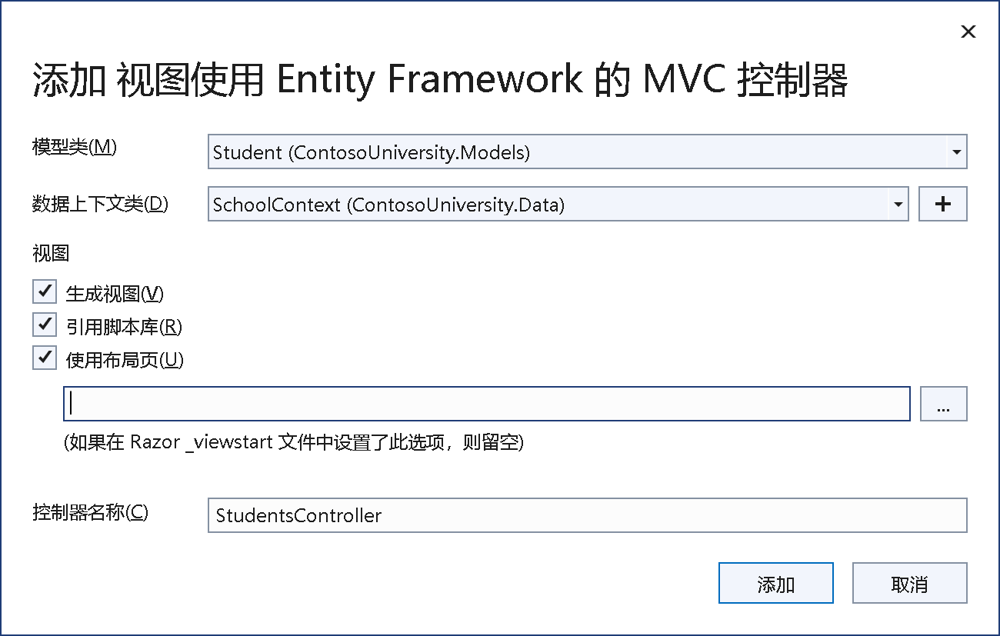 添加 视图使用 Entity Framework 的 MVC 控制器
模型类(M)
Student (ContosoUniversity.Models)
数据上下文类(D)
SchoolContext (ContosoUniversity.Data)
+
视图
生成视图(V)
引用脚本库(R)
使用布局页(U)
...
(如果在 Razor _viewstart 文件中设置了此选项，则留空)
控制器名称(C)
StudentsController
添加
取消